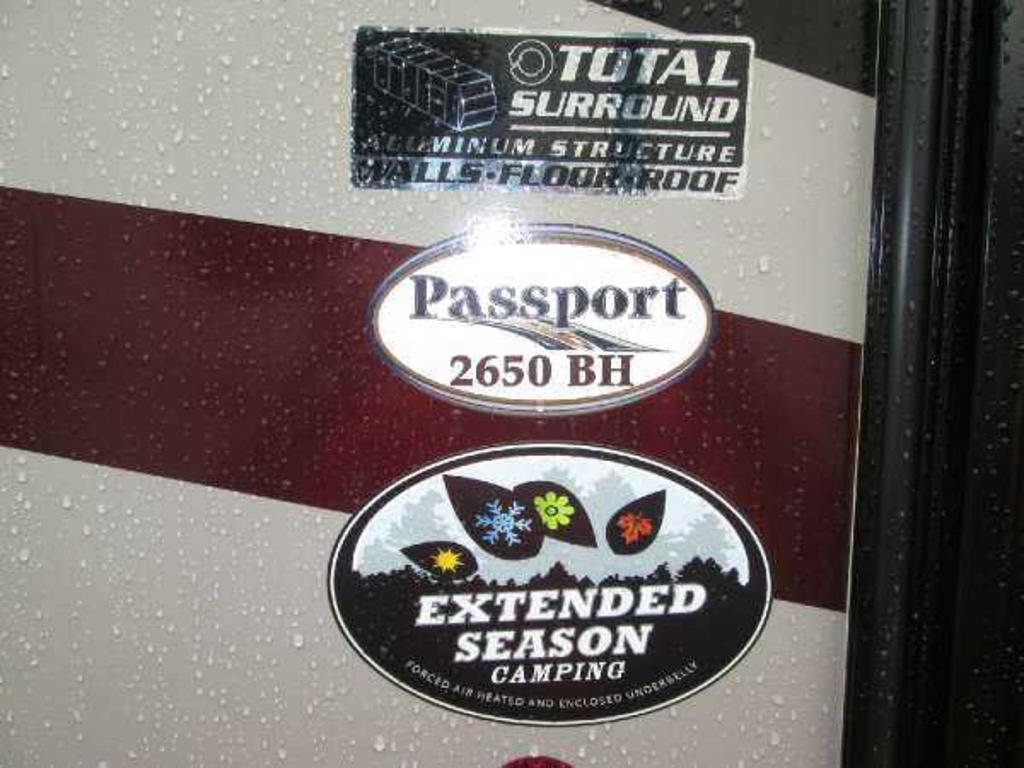 TOTAL
SURROUND
ALUMINUM STRUCTURE
WALLS·FLOOR·ROOF
Passport
2650 BH
EXTENDED
SEASON
CAMPING
FORCED AIR HEATED AND ENCLOSED UNDERBELLY